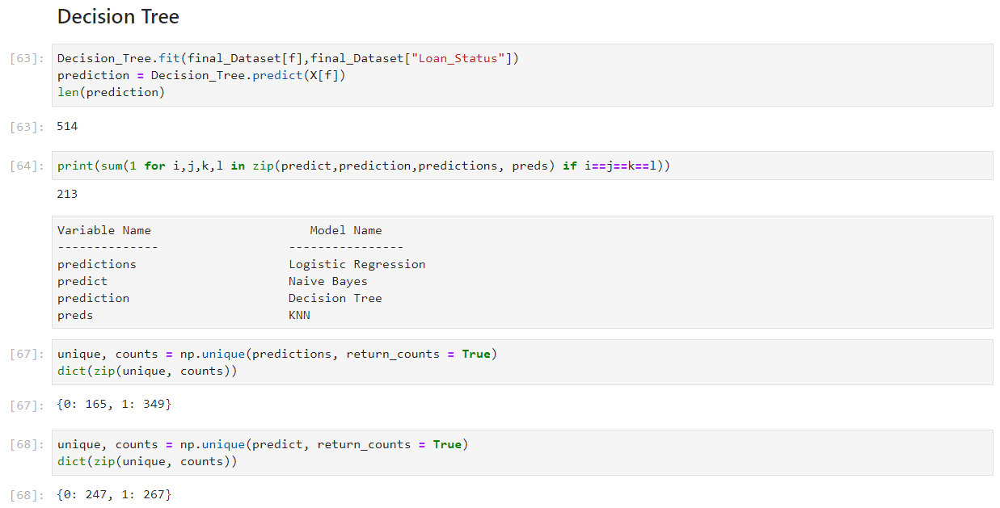 Decision Tree
[63]: Decision_Tree.fit(final_Dataset[f],final_Dataset["Loan_Status"])
prediction = Decision_Tree.predict(X[f])
len(prediction)
[63]: 514
[64]: print(sum(1 for i,j,k,l in zip(predict,prediction,predictions, preds) if i==j==k==l))
213
Variable Name                      Model Name
--------------                  ----------------
predictions                     Logistic Regression
predict                         Naive Bayes
prediction                      Decision Tree
preds                           KNN
[67]: unique, counts = np.unique(predictions, return_counts = True)
dict(zip(unique, counts))
[67]: {0: 165, 1: 349}
[68]: unique, counts = np.unique(predict, return_counts = True)
dict(zip(unique, counts))
[68]: {0: 247, 1: 267}